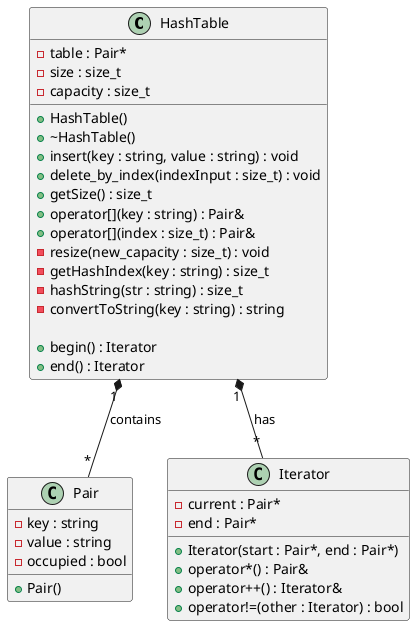 C HashTable
table : Pair*
size : size_t
capacity : size_t
HashTable()
~HashTable()
insert(key : string, value : string) : void
delete_by_index(indexInput : size_t) : void
getSize() : size_t
operator[](key : string) : Pair&
operator[](index : size_t) : Pair&
resize(new_capacity : size_t) : void
getHashIndex(key : string) : size_t
hashString(str : string) : size_t
convertToString(key : string) : string
begin() : Iterator
end() : Iterator
1 1
contains has
* *
C Pair
key : string
value : string
occupied : bool
Pair()
C Iterator
current : Pair*
end : Pair*
Iterator(start : Pair*, end : Pair*)
operator*() : Pair&
operator++() : Iterator&
operator!=(other : Iterator) : bool